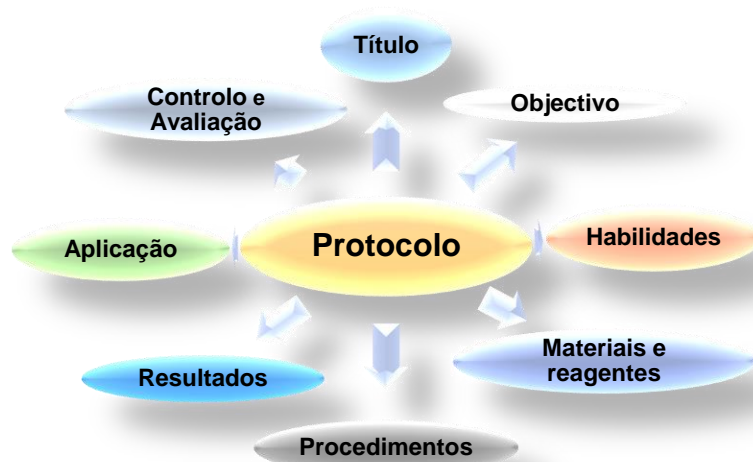 Título
Controlo e
Avaliação
Objectivo
Aplicação
Protocolo
Habilidades
Resultados
Materiais e
reagentes
Procedimentos